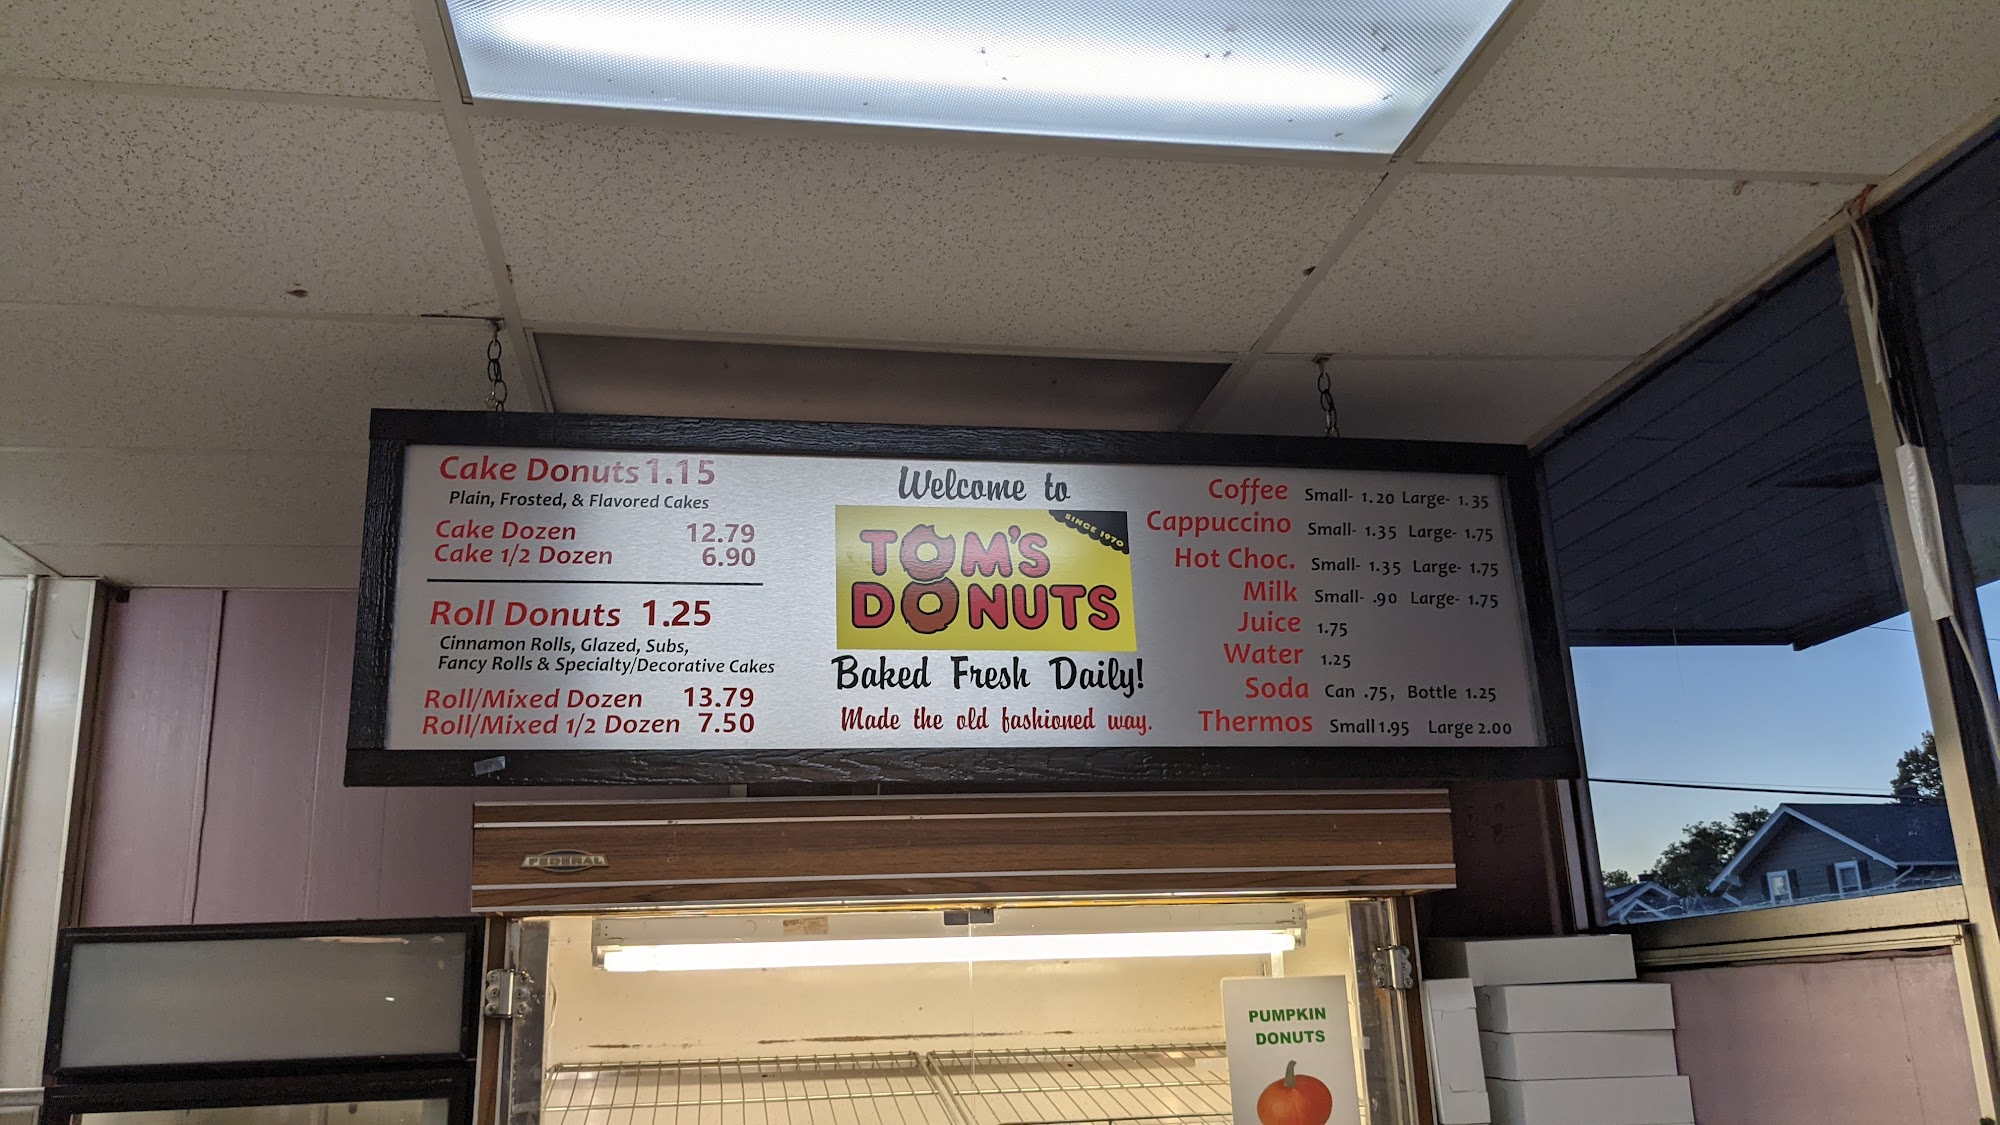 Cake Donuts 1.15
Plain, Frosted, & Flavored Cakes
Cake Dozen 12.79
Cake 1/2 Dozen 6.90
Roll Donuts 1.25
Cinnamon Rolls, Glazed, Subs,
Fancy Rolls & Specialty/Decorative Cakes
Roll/Mixed Dozen 13.79
Roll/Mixed 1/2 Dozen 7.50
Welcome to
SINCE 1970
TOM'S
DONUTS
Baked Fresh Daily!
Made the old fashioned way.
Coffee Small- 1.20 Large- 1.35
Cappuccino Small- 1.35 Large- 1.75
Hot Choc. Small- 1.35 Large- 1.75
Milk Small- .90 Large- 1.75
Juice 1.75
Water 1.25
Soda Can .75, Bottle 1.25
Thermos Small 1.95 Large 2.00
FEDERAL
PUMPKIN
DONUTS